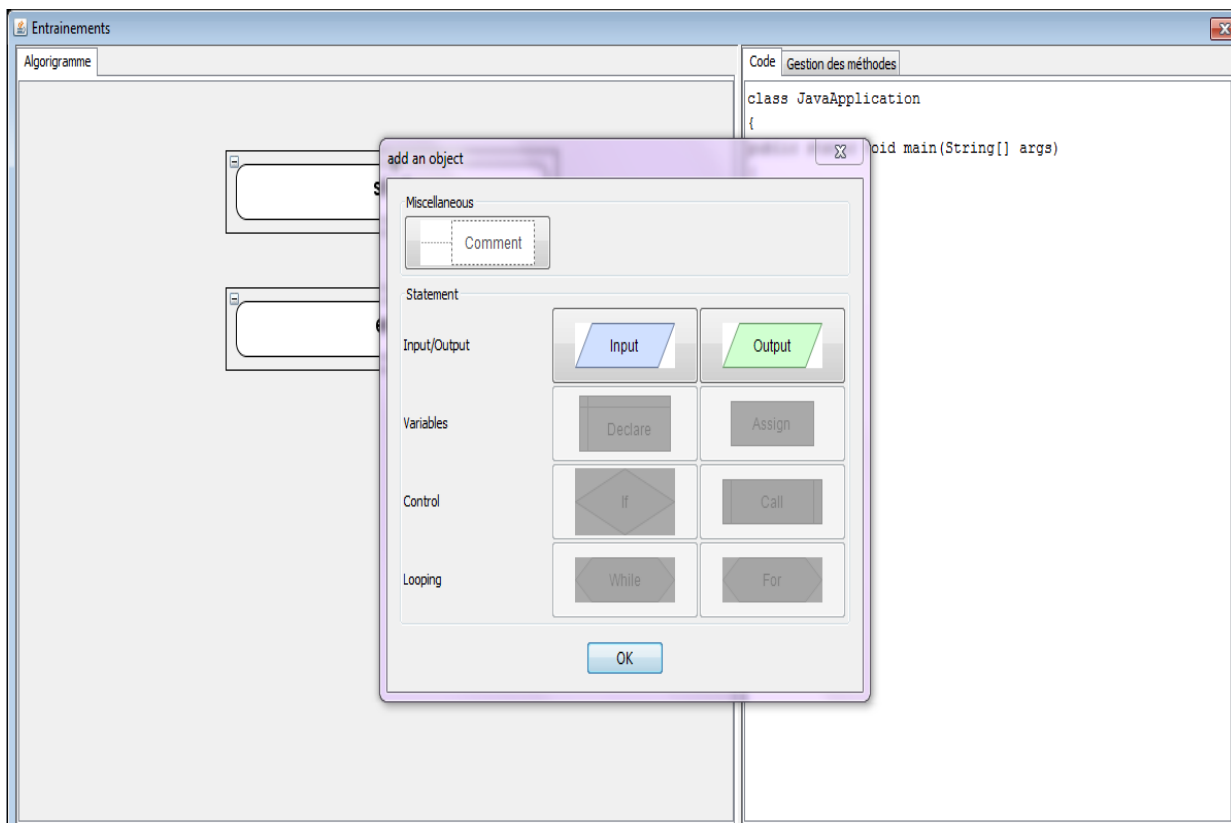 Entrainements
Algorigramme
Code Gestion des méthodes
class JavaApplication
{
void main(String[] args)
add an object
Miscellaneous
Comment
Statement
Input/Output Input Output
Variables Declare Assign
Control If Call
Looping While For
OK